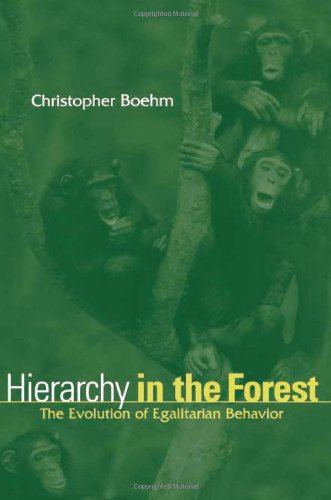 Christopher Boehm
Hierarchy in the Forest
The Evolution of Egalitarian Behavior